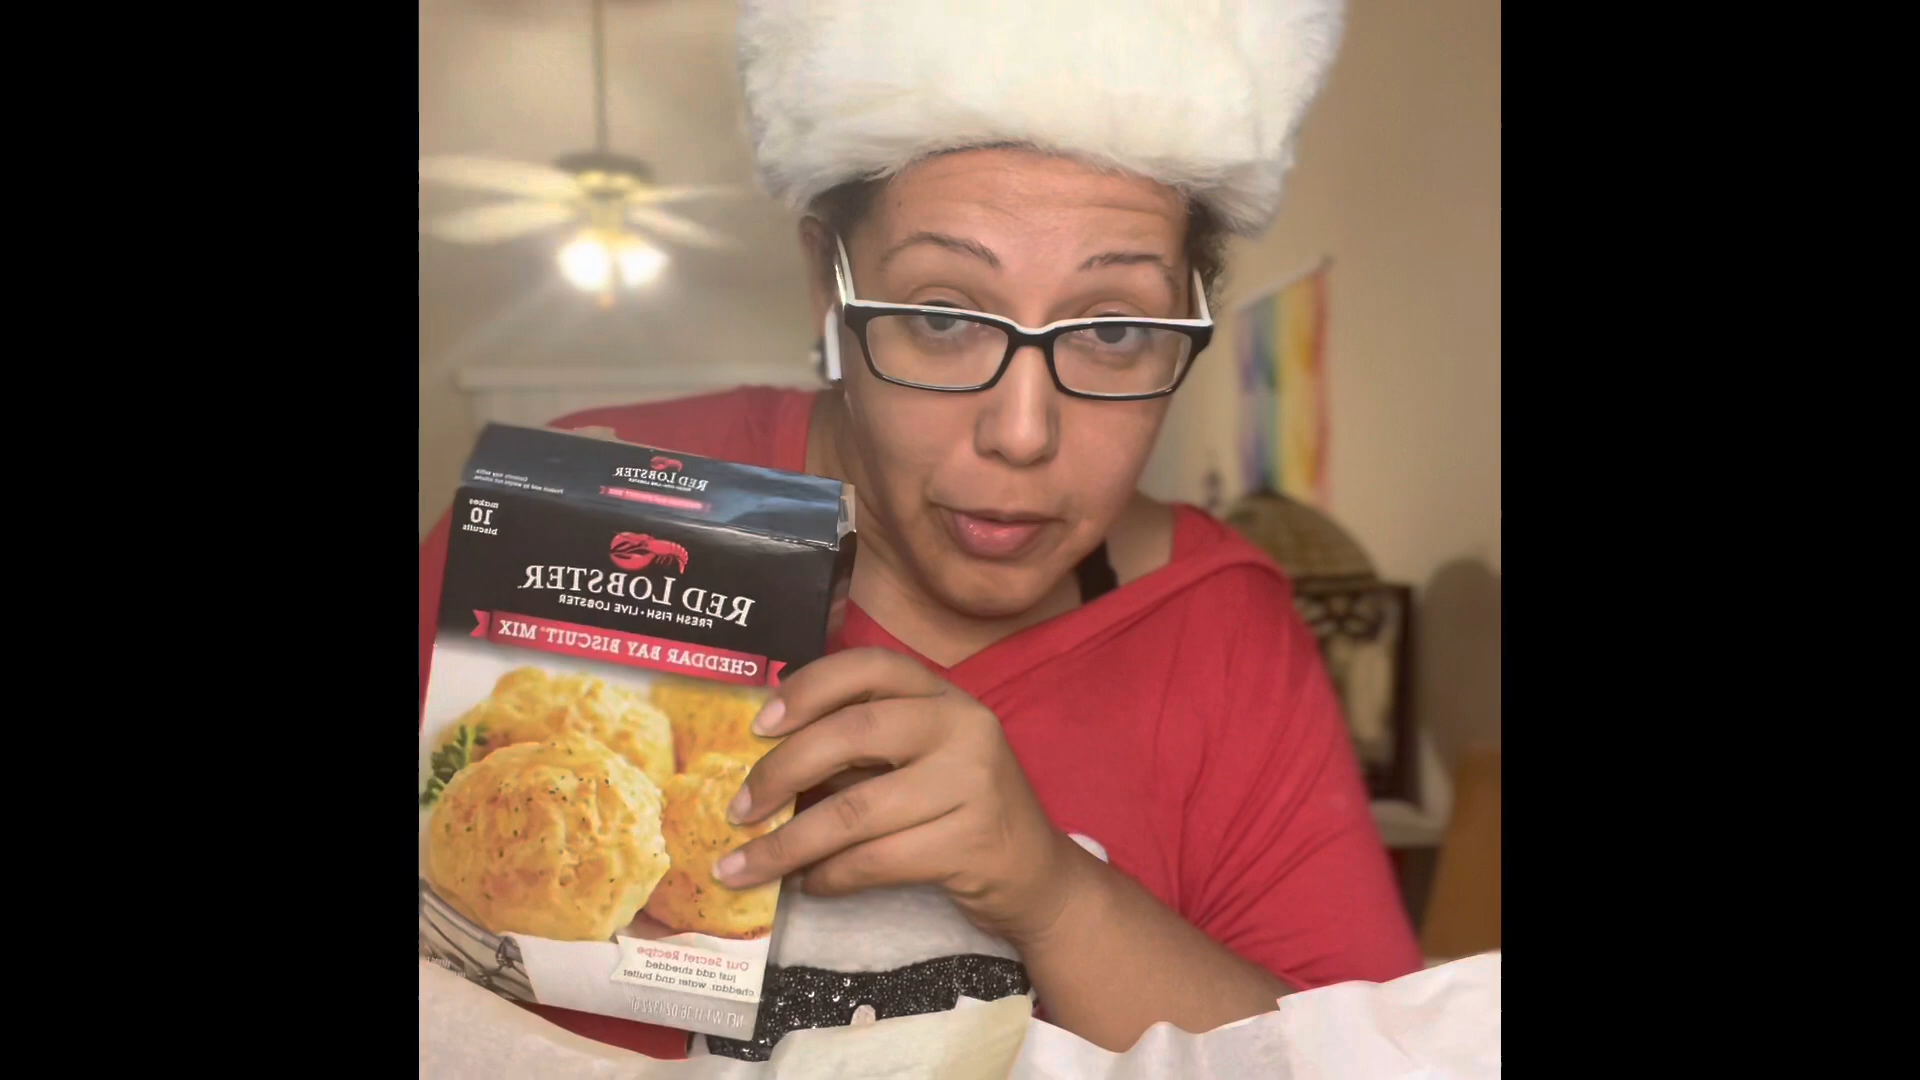 RED LOBSTER
makes
10
biscuits
RED LOBSTER
FRESH FISH • LIVE LOBSTER
CHEDDAR BAY BISCUIT™ MIX
Our Secret Recipe
just add shredded
cheddar, water and butter